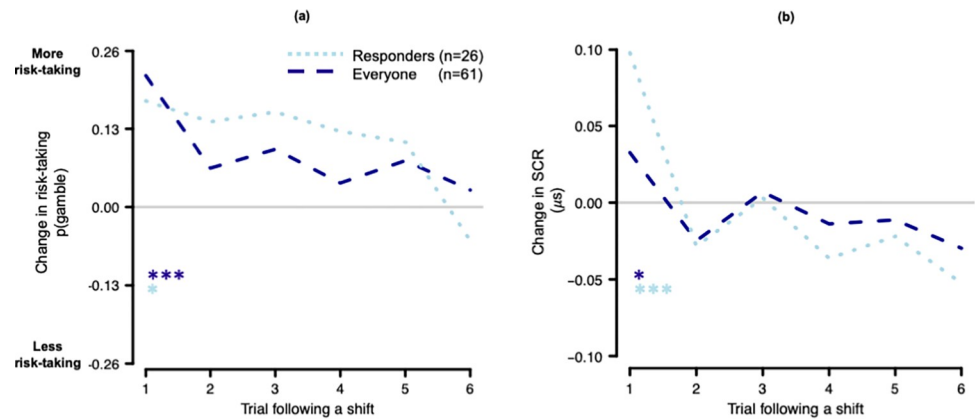 (a)
More
risk-taking
0.26
0.13
0.00
-0.13
-0.26
Less
risk-taking
Change in risk-taking
p(gamble)
Responders (n=26)
Everyone (n=61)
***
*
1 2 3 4 5 6
Trial following a shift
(b)
0.10
0.05
0.00
−0.05
−0.10
Change in SCR
(μs)
*
***
1 2 3 4 5 6
Trial following a shift